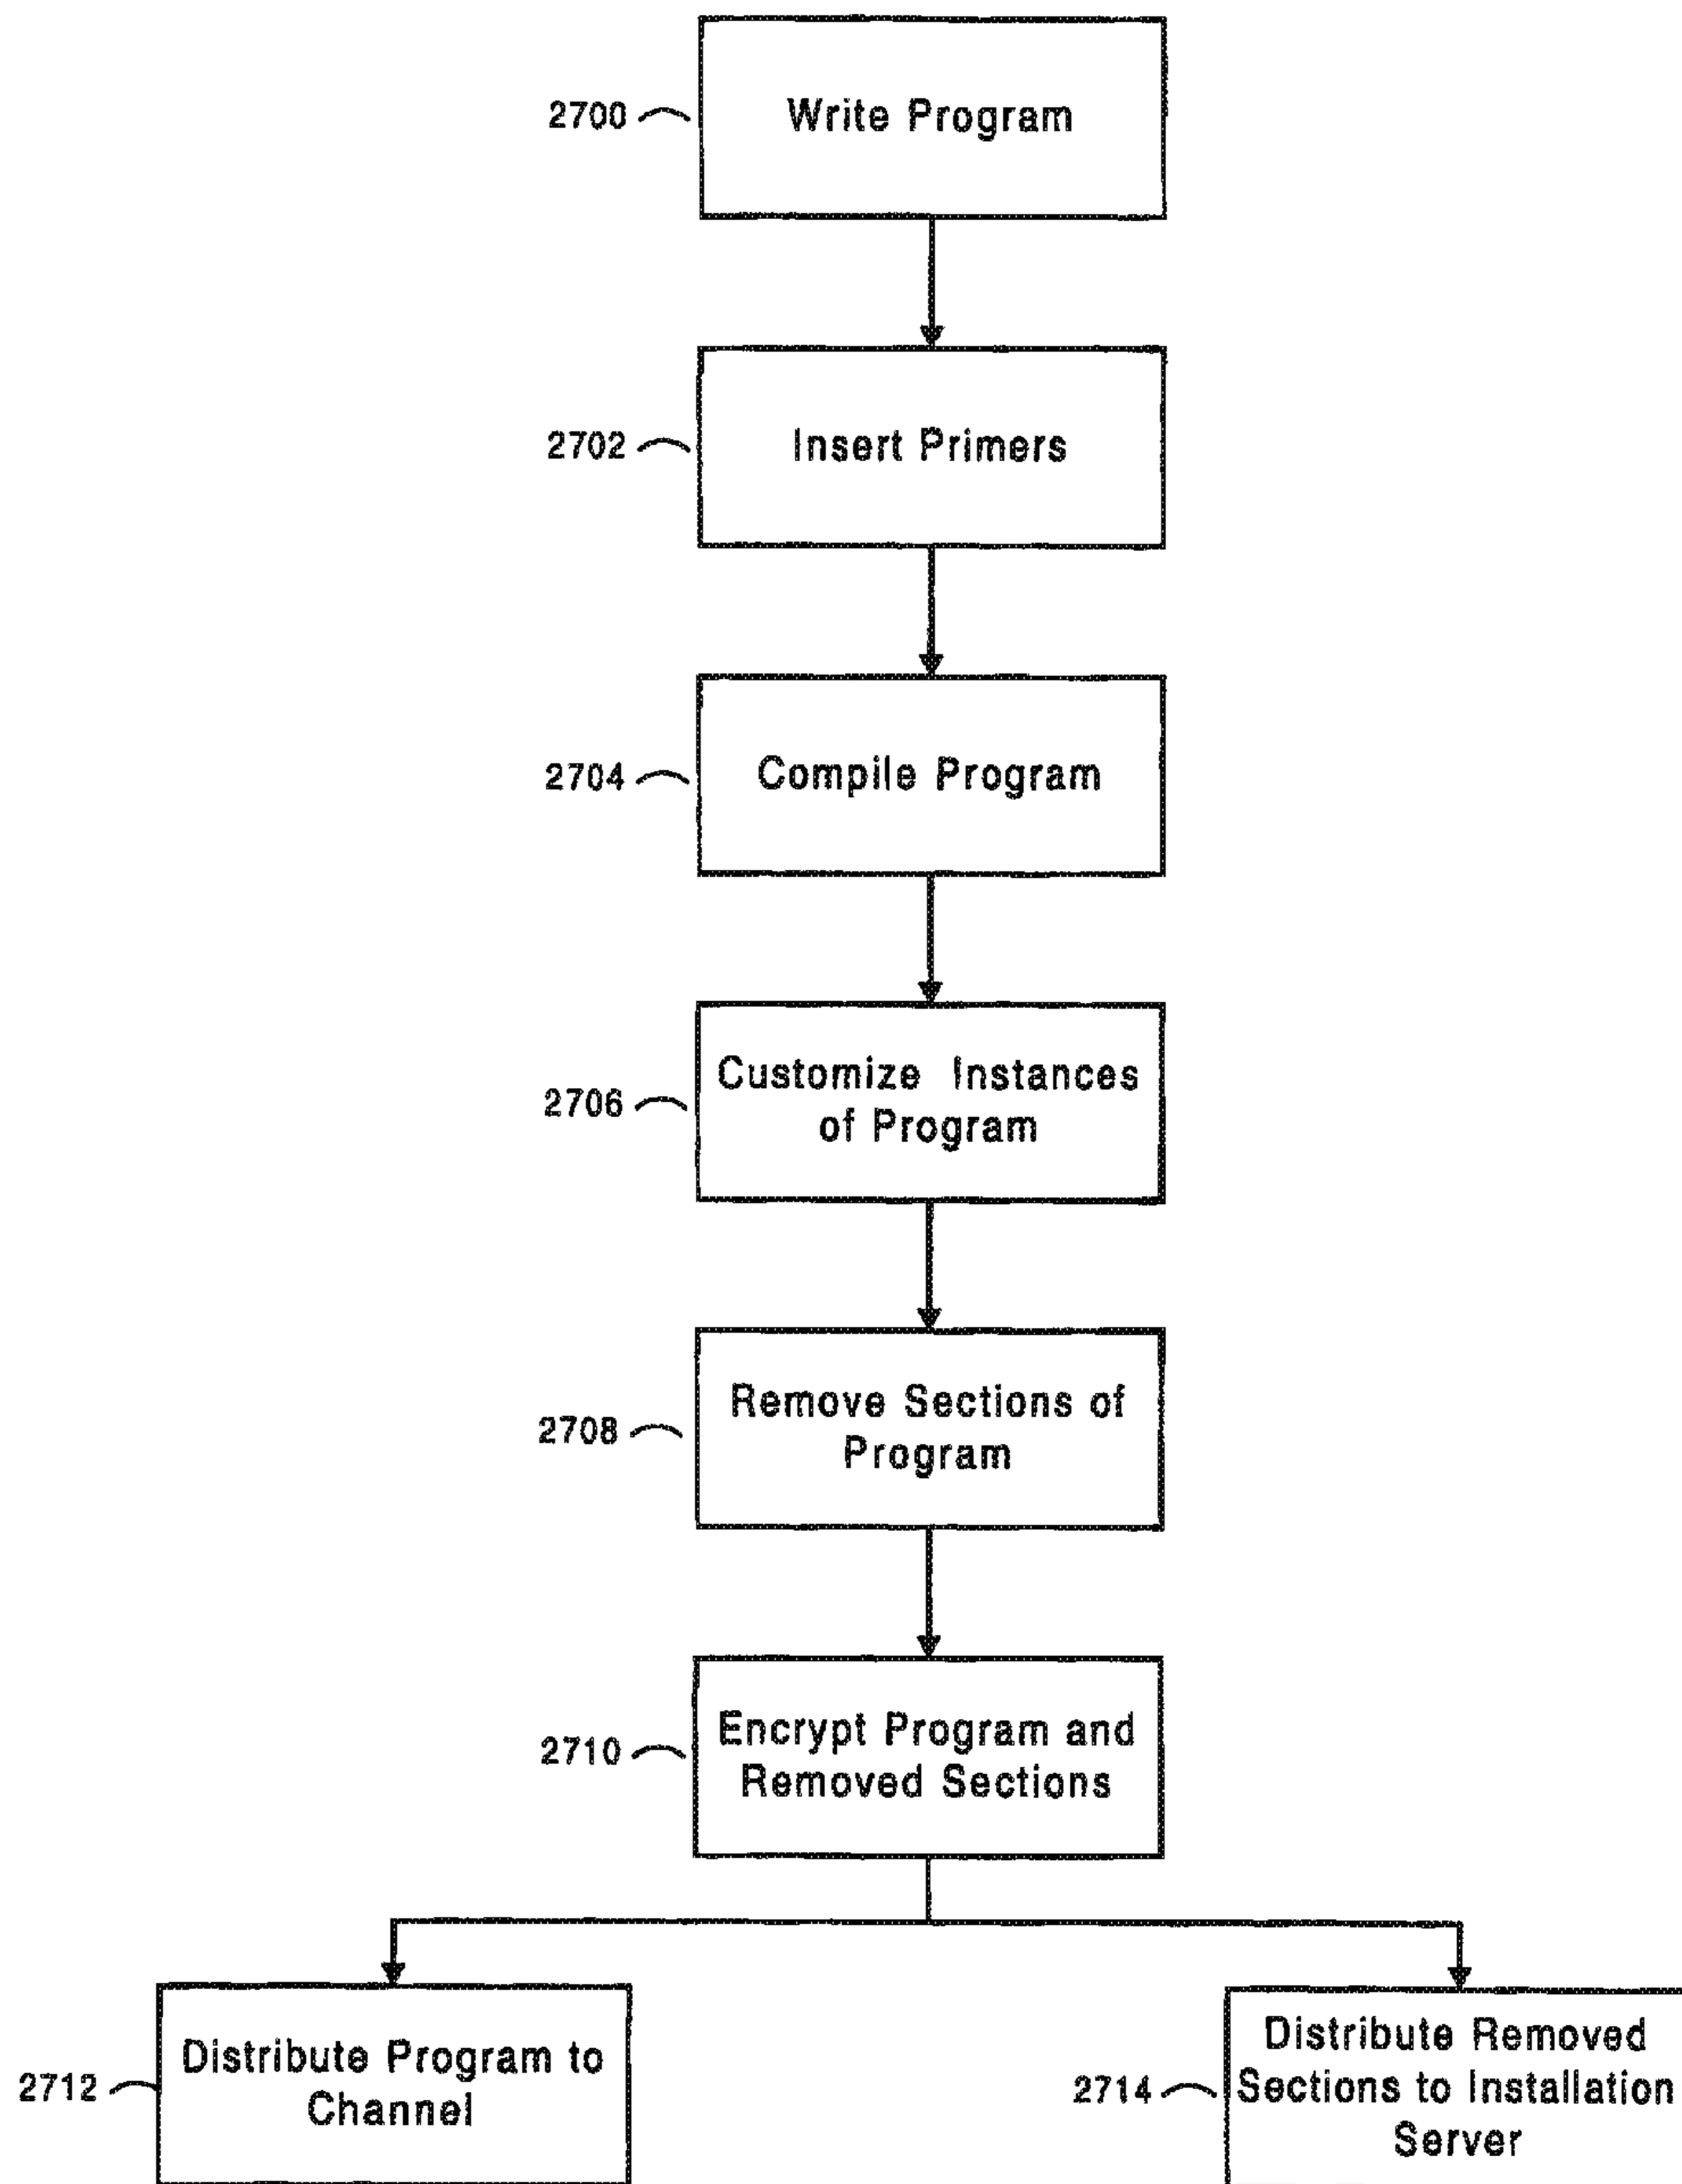 2700
Write Program
2702
Insert Primers
2704
Compile Program
2706
Customize Instances
of Program
2708
Remove Sections of
Program
2710
Encrypt Program and
Removed Sections
2712
Distribute Program to
Channel
2714
Distribute Removed
Sections to Installation
Server